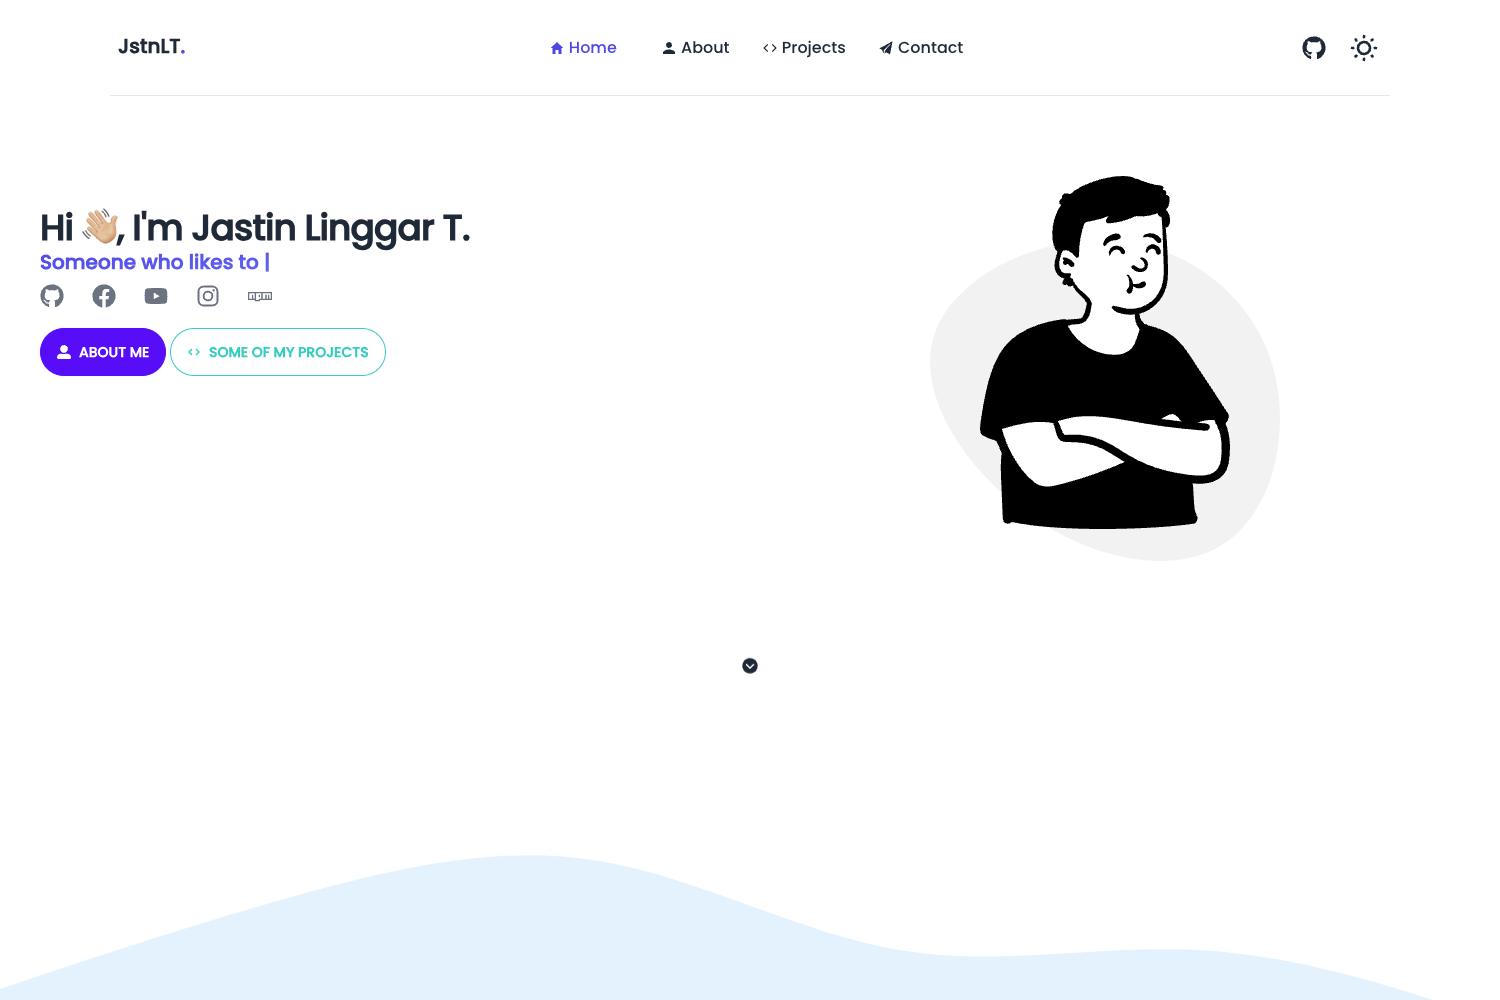 JstnLT.
Home
About
Projects
Contact
Hi 👋🏼, I'm Jastin Linggar T.
Someone who likes to |
npm
ABOUT ME
SOME OF MY PROJECTS